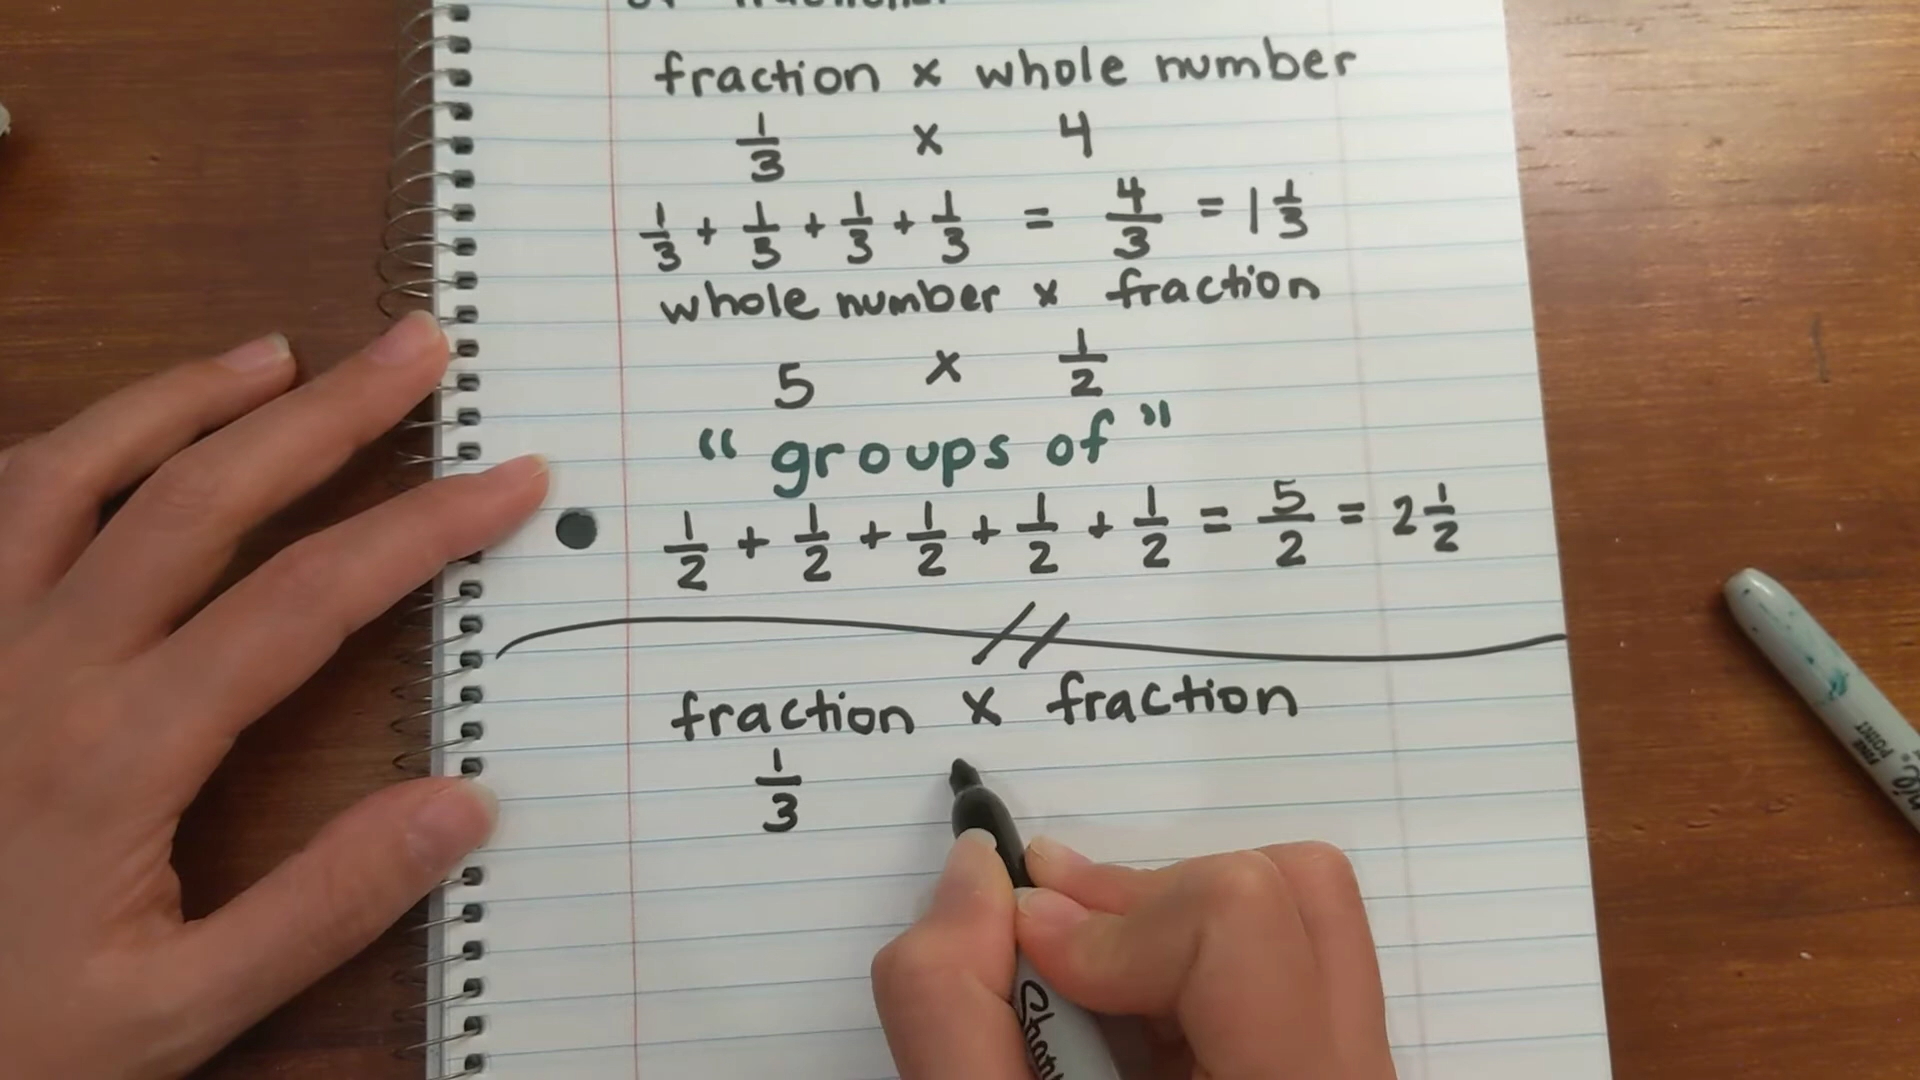 fraction x whole number
1/3 x 4
1/3 + 1/3 + 1/3 + 1/3 = 4/3 = 1 1/3
whole number x fraction
5 x 1/2
“groups of”
1/2 + 1/2 + 1/2 + 1/2 + 1/2 = 5/2 = 2 1/2
fraction x fraction
1/3
FINE POINT